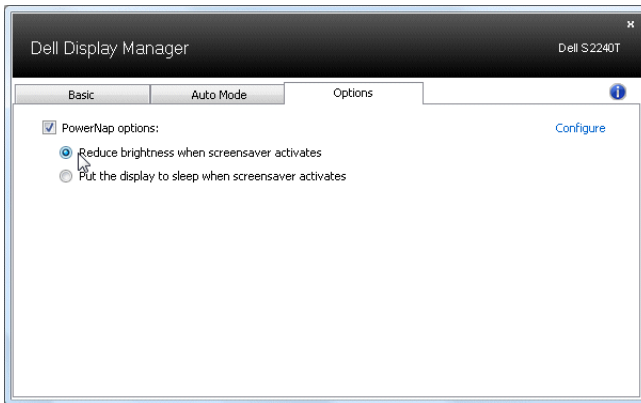 Dell Display Manager
Dell S2240T
Basic
Auto Mode
Options
PowerNap options:
Configure
Reduce brightness when screensaver activates
Put the display to sleep when screensaver activates